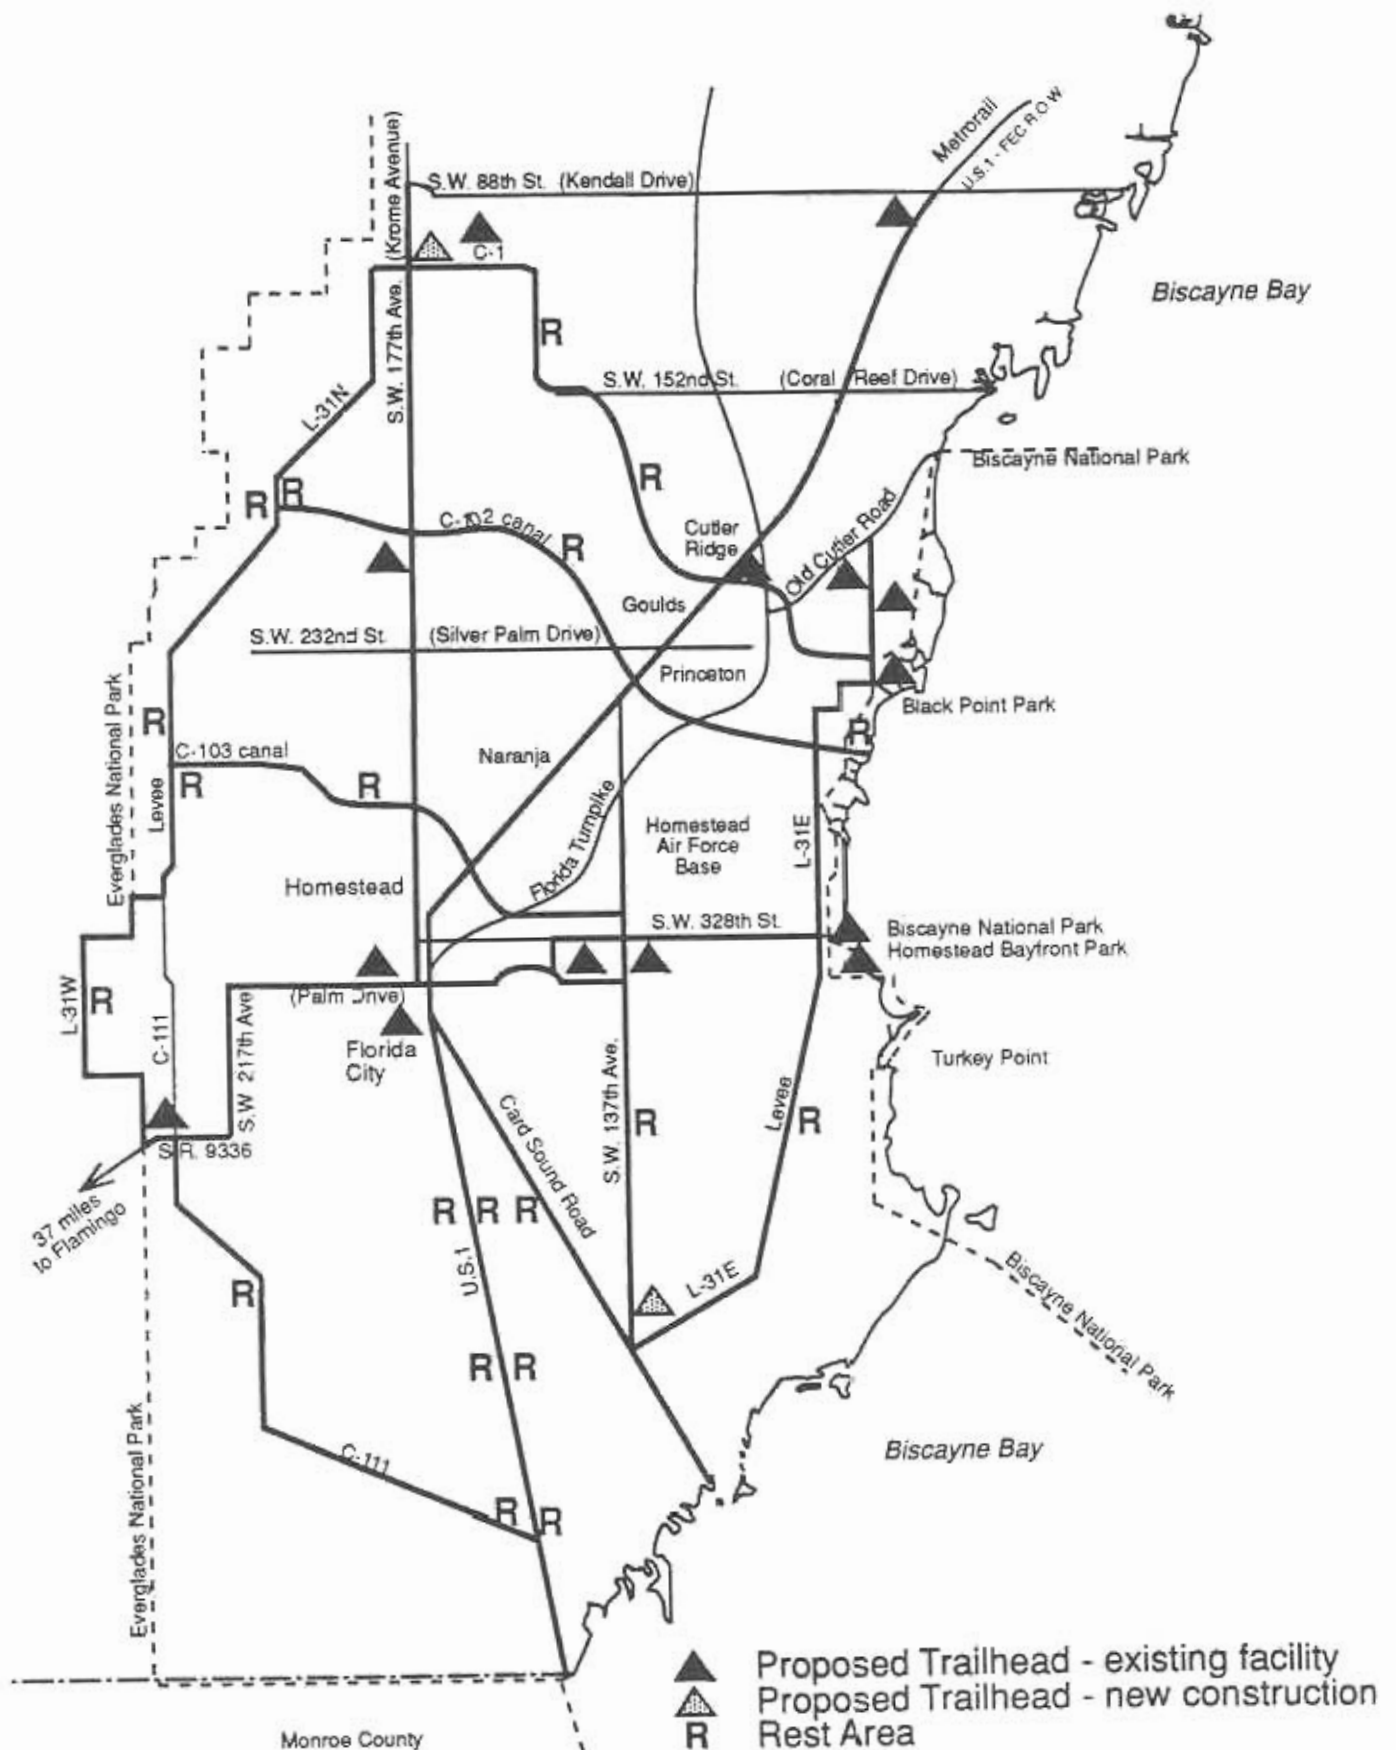 Metrorail
U.S.1 - FEC R.O.W.
(Krome Avenue)
S.W. 88th St. (Kendall Drive)
C-1
Biscayne Bay
S.W. 177th Ave.
R
S.W. 152nd St. (Coral Reef Drive)
L-31N
Biscayne National Park
R
R
R
C-102 canal
R
Cutler
Ridge
Old Cutler Road
Goulds
S.W. 232nd St. (Silver Palm Drive)
Princeton
Everglades National Park
Black Point Park
R
R
C-103 canal
Naranja
R
R
Levee
Florida Turnpike
Homestead
Air Force
Base
L-31E
Homestead
S.W. 328th St.
Biscayne National Park
Homestead Bayfront Park
L-31W
R
(Palm Drive)
C-111
S.W 217th Ave
Florida
City
Turkey Point
S.W. 137th Ave.
Card Sound Road
Levee
R
R
S.R. 9336
37 miles
to Flamingo
R
R
R
U.S.1
R
L-31E
Biscayne National Park
R
R
Everglades National Park
C-111
Biscayne Bay
R
R
Proposed Trailhead - existing facility
Proposed Trailhead - new construction
R Rest Area
Monroe County